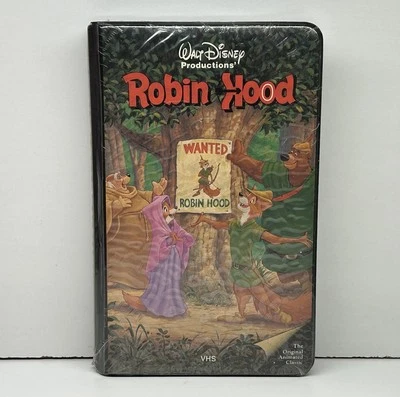 Walt Disney
Productions'
Robin Hood
WANTED
ROBIN HOOD
The
Original
Animated
Classic
VHS